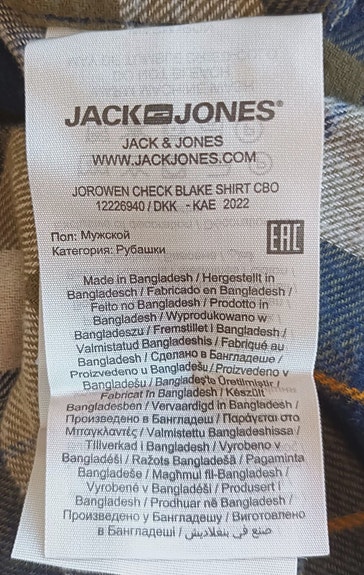 JACK JONES®
JACK & JONES
WWW.JACKJONES.COM
JOROWEN CHECK BLAKE SHIRT CBO
12226940 / DKK - KAE 2022
Пол: Мужской
Категория: Рубашки
EAC
Made in Bangladesh / Hergestellt in
Bangladesch / Fabricado en Bangladesh /
Feito no Bangladesh / Prodotto in
Bangladesh / Wyprodukowano w
Bangladeszu / Fremstillet i Bangladesh /
Valmistatud Bangladeshis / Fabriqué au
Bangladesh / Сделано в Бангладеше /
Proizvedeno u Bangladešu / Proizvedeno v
Bangladešu / Bangladeş'te Üretilmiştir /
Fabricat în Bangladesh / Készült
Bangladesben / Vervaardigd in Bangladesh /
Произведено в Бангладеш / Παράγεται στο
Μπαγκλαντές / Valmistettu Bangladeshissa /
Tillverkad i Bangladesh / Vyrobeno v
Bangladéši / Ražots Bangladešā / Pagaminta
Bangladeše / Magħmul fil-Bangladesh /
Vyrobené v Bangladéši / Produsert i
Bangladesh / Prodhuar në Bangladesh /
Произведено у Бангладешу / Виготовлено
в Бангладеші / صنع في بنغلاديش